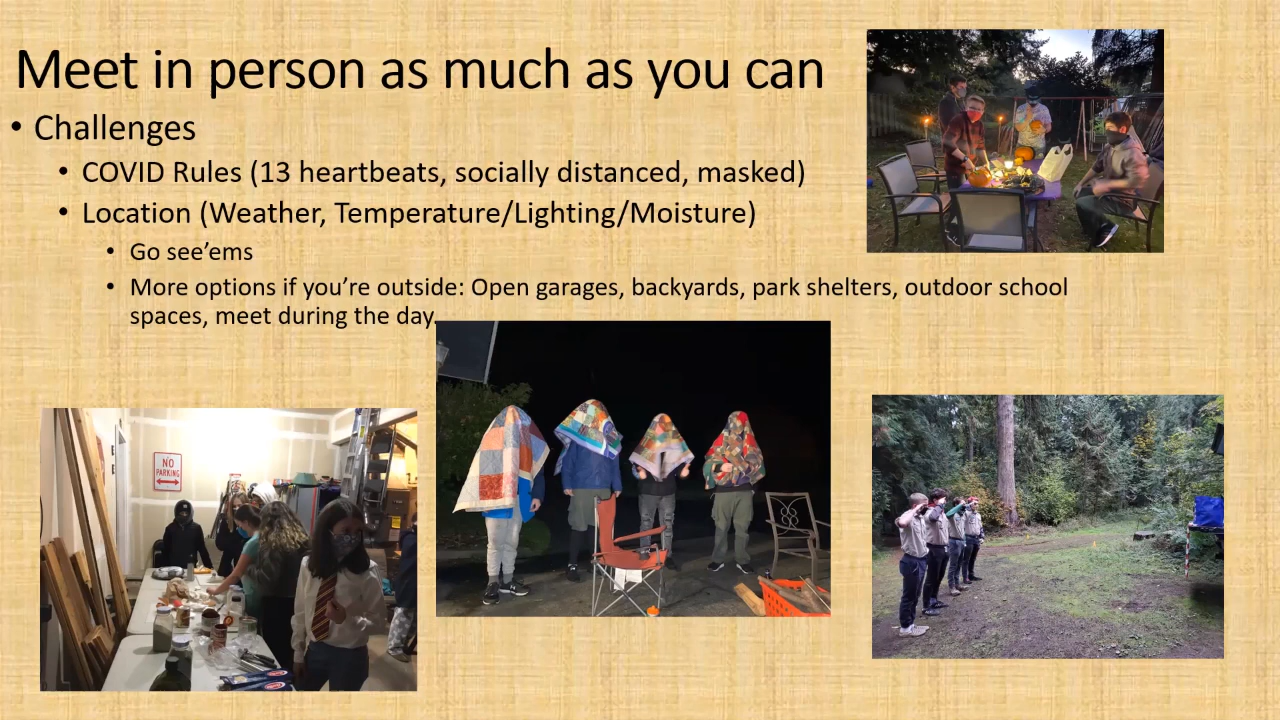 Meet in person as much as you can
• Challenges
• COVID Rules (13 heartbeats, socially distanced, masked)
• Location (Weather, Temperature/Lighting/Moisture)
• Go see’ems
• More options if you’re outside: Open garages, backyards, park shelters, outdoor school
spaces, meet during the day.
NO
PARKING